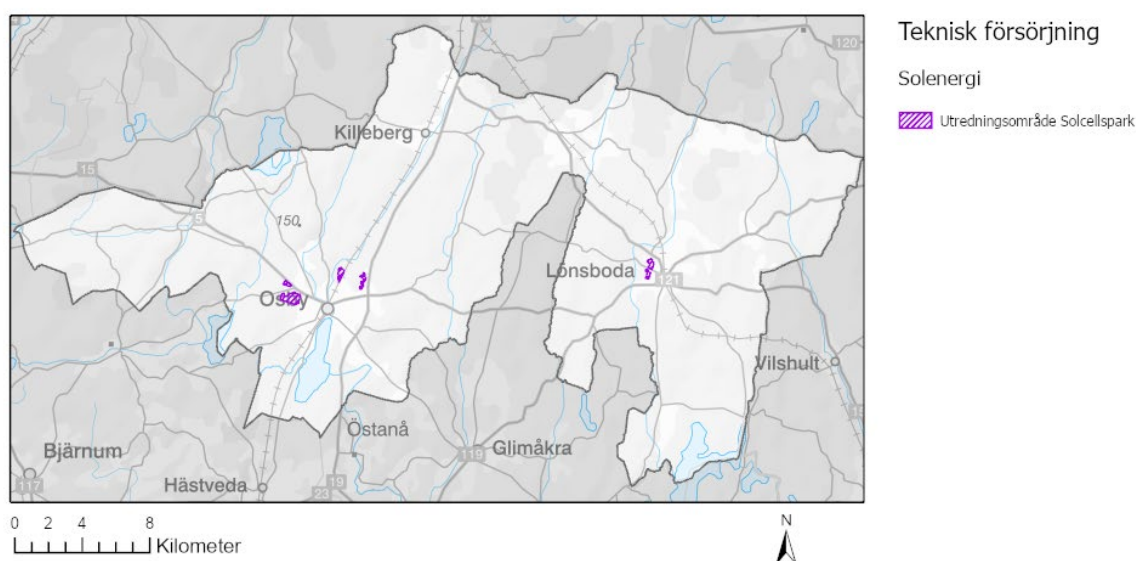 Teknisk försörjning
Solenergi
Utredningsområde Solcellspark
120
Killeberg
15
150
Lönsboda
121
Osby
Vilshult
Östanå
Bjärnum
119
Glimåkra
117
Hästveda
19
23
15
0 2 4 8
Kilometer
N